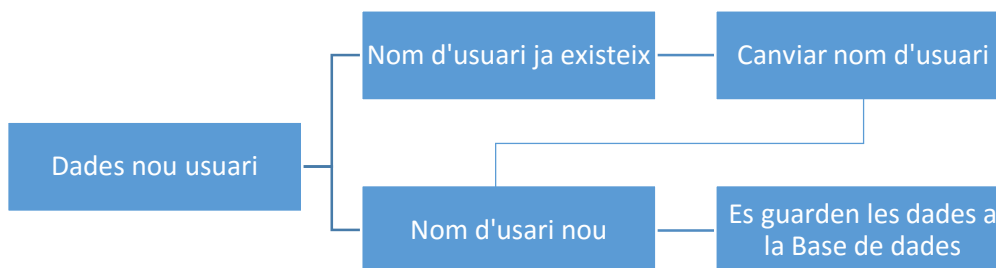 Nom d'usuari ja existeix
Canviar nom d'usuari
Dades nou usuari
Nom d'usari nou
Es guarden les dades a
la Base de dades